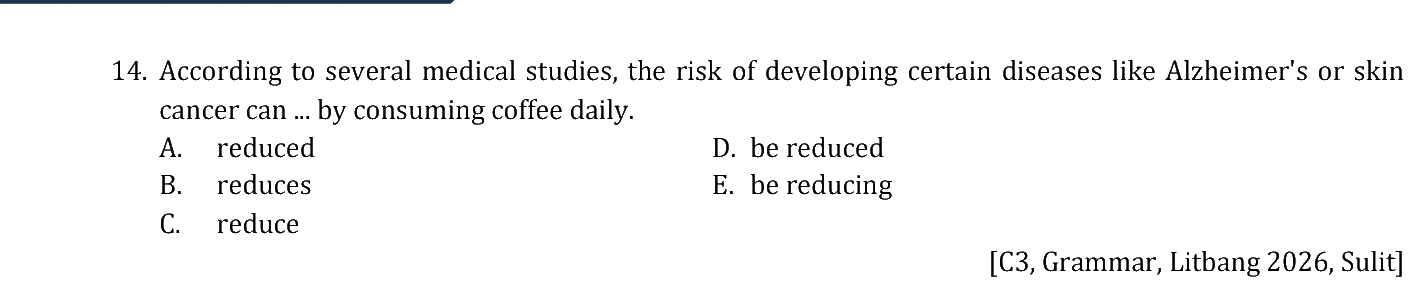 14. According to several medical studies, the risk of developing certain diseases like Alzheimer's or skin
cancer can ... by consuming coffee daily.
A. reduced
D. be reduced
B. reduces
E. be reducing
C. reduce
[C3, Grammar, Litbang 2026, Sulit]